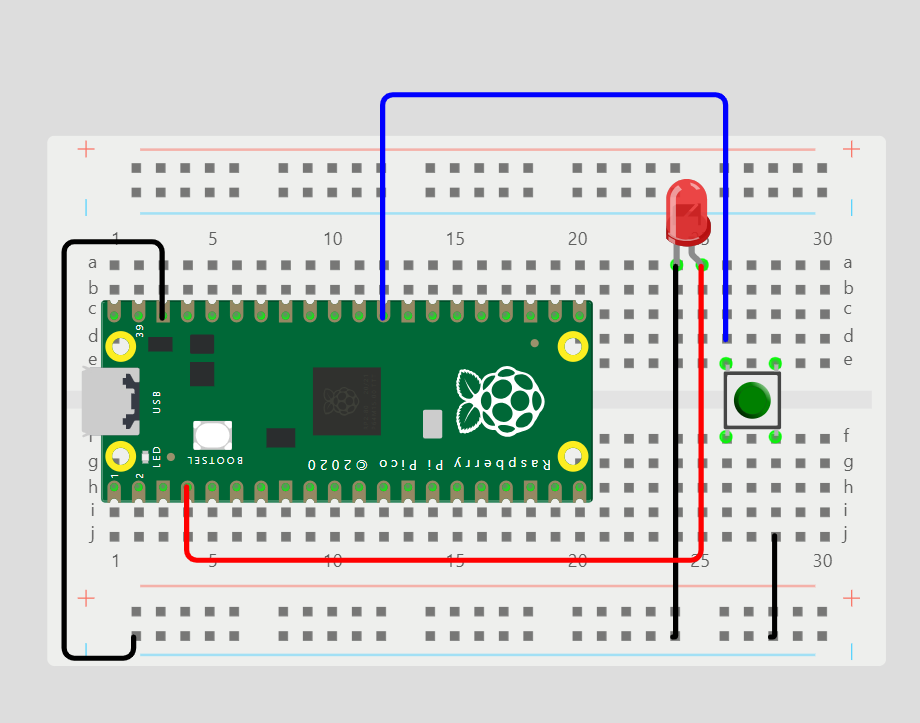 + +
1 5 10 15 20 25 30
a a
b b
c c
d d
e e
39
USB
f f
LED
BOOTSEL
Raspberry Pi Pico ©2020
g g
1 2
h h
i i
j j
1 5 10 15 20 25 30
+ +